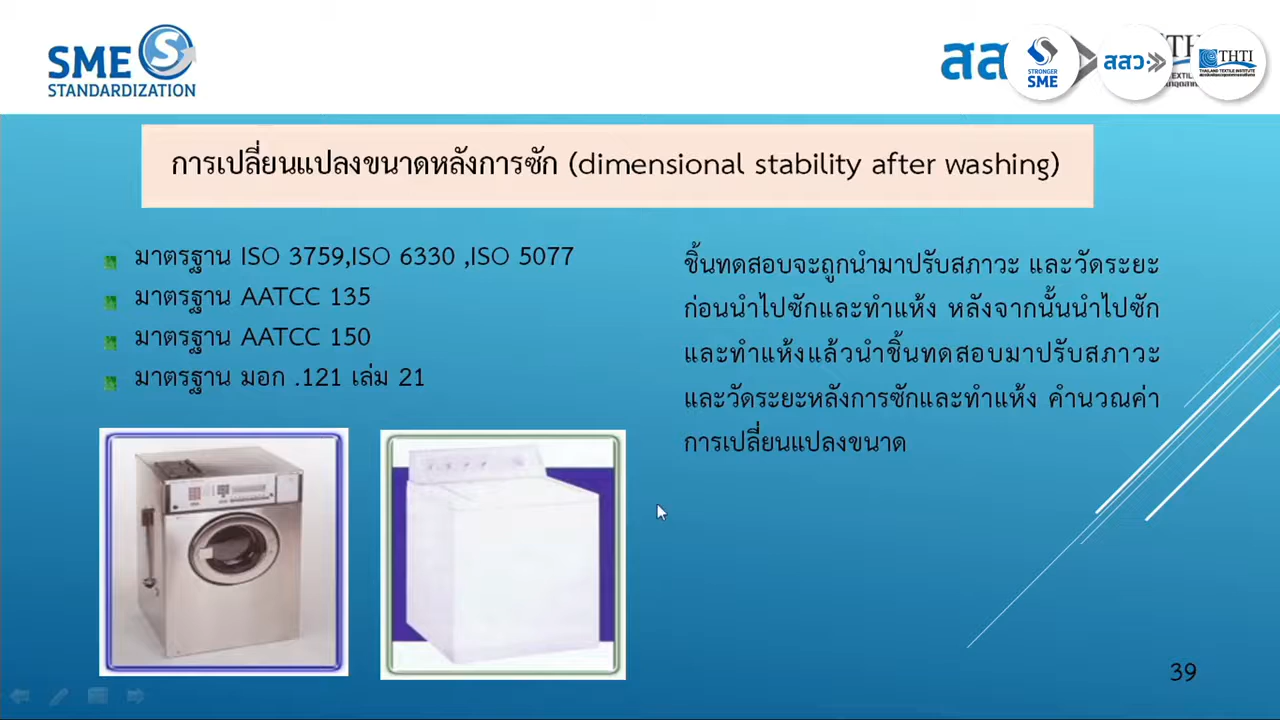 SME
STANDARDIZATION
สส
STRONGER
SME
สสว
THTI
THAILAND TEXTILE INSTITUTE
การเปลี่ยนแปลงขนาดหลังการซัก (dimensional stability after washing)
มาตรฐาน ISO 3759,ISO 6330 ,ISO 5077
มาตรฐาน AATCC 135
มาตรฐาน AATCC 150
มาตรฐาน มอก .121 เล่ม 21
ชิ้นทดสอบจะถูกนำมาปรับสภาวะ และวัดระยะ
ก่อนนำไปซักและทำแห้ง หลังจากนั้นนำไปซัก
และทำแห้งแล้วนำชิ้นทดสอบมาปรับสภาวะ
และวัดระยะหลังการซักและทำแห้ง คำนวณค่า
การเปลี่ยนแปลงขนาด
39